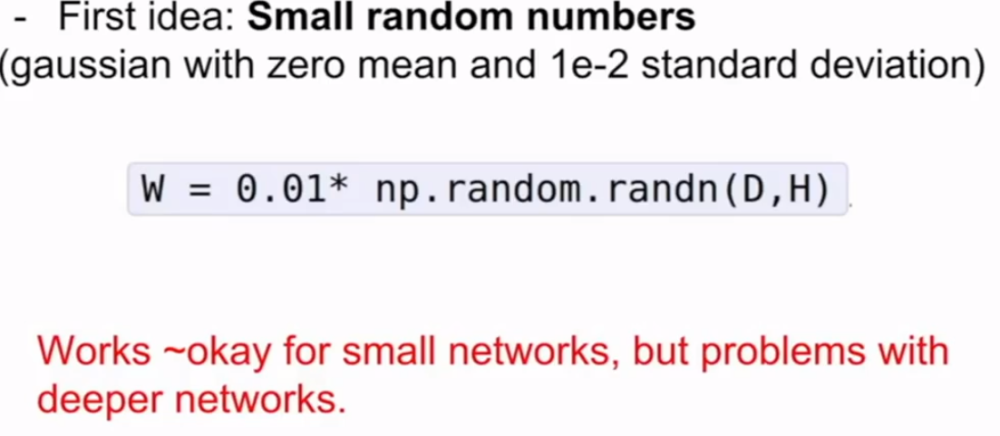 - First idea: Small random numbers
(gaussian with zero mean and 1e-2 standard deviation)
W = 0.01* np.random.randn(D,H)
Works ~okay for small networks, but problems with
deeper networks.